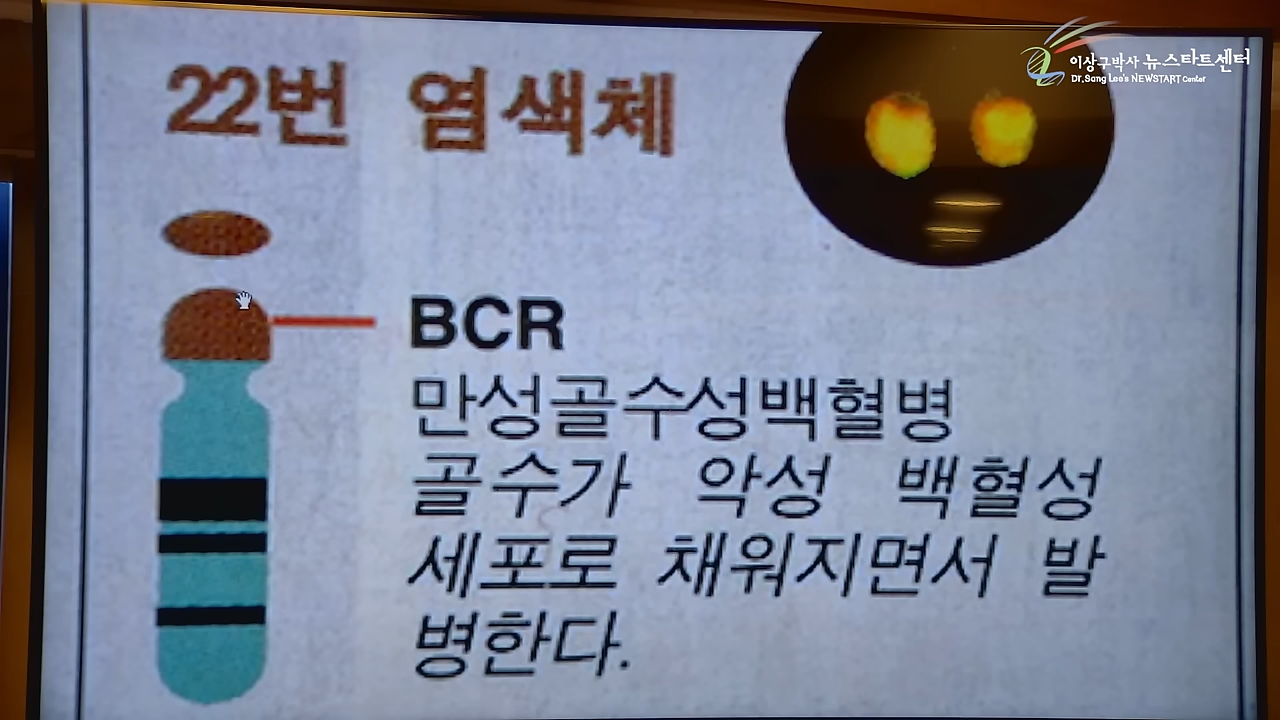 이상구박사 뉴스타트센터
Dr.Sang Lee's NEWSTART Center
22번 염색체
BCR
만성골수성백혈병
골수가 악성 백혈성
세포로 채워지면서 발
병한다.